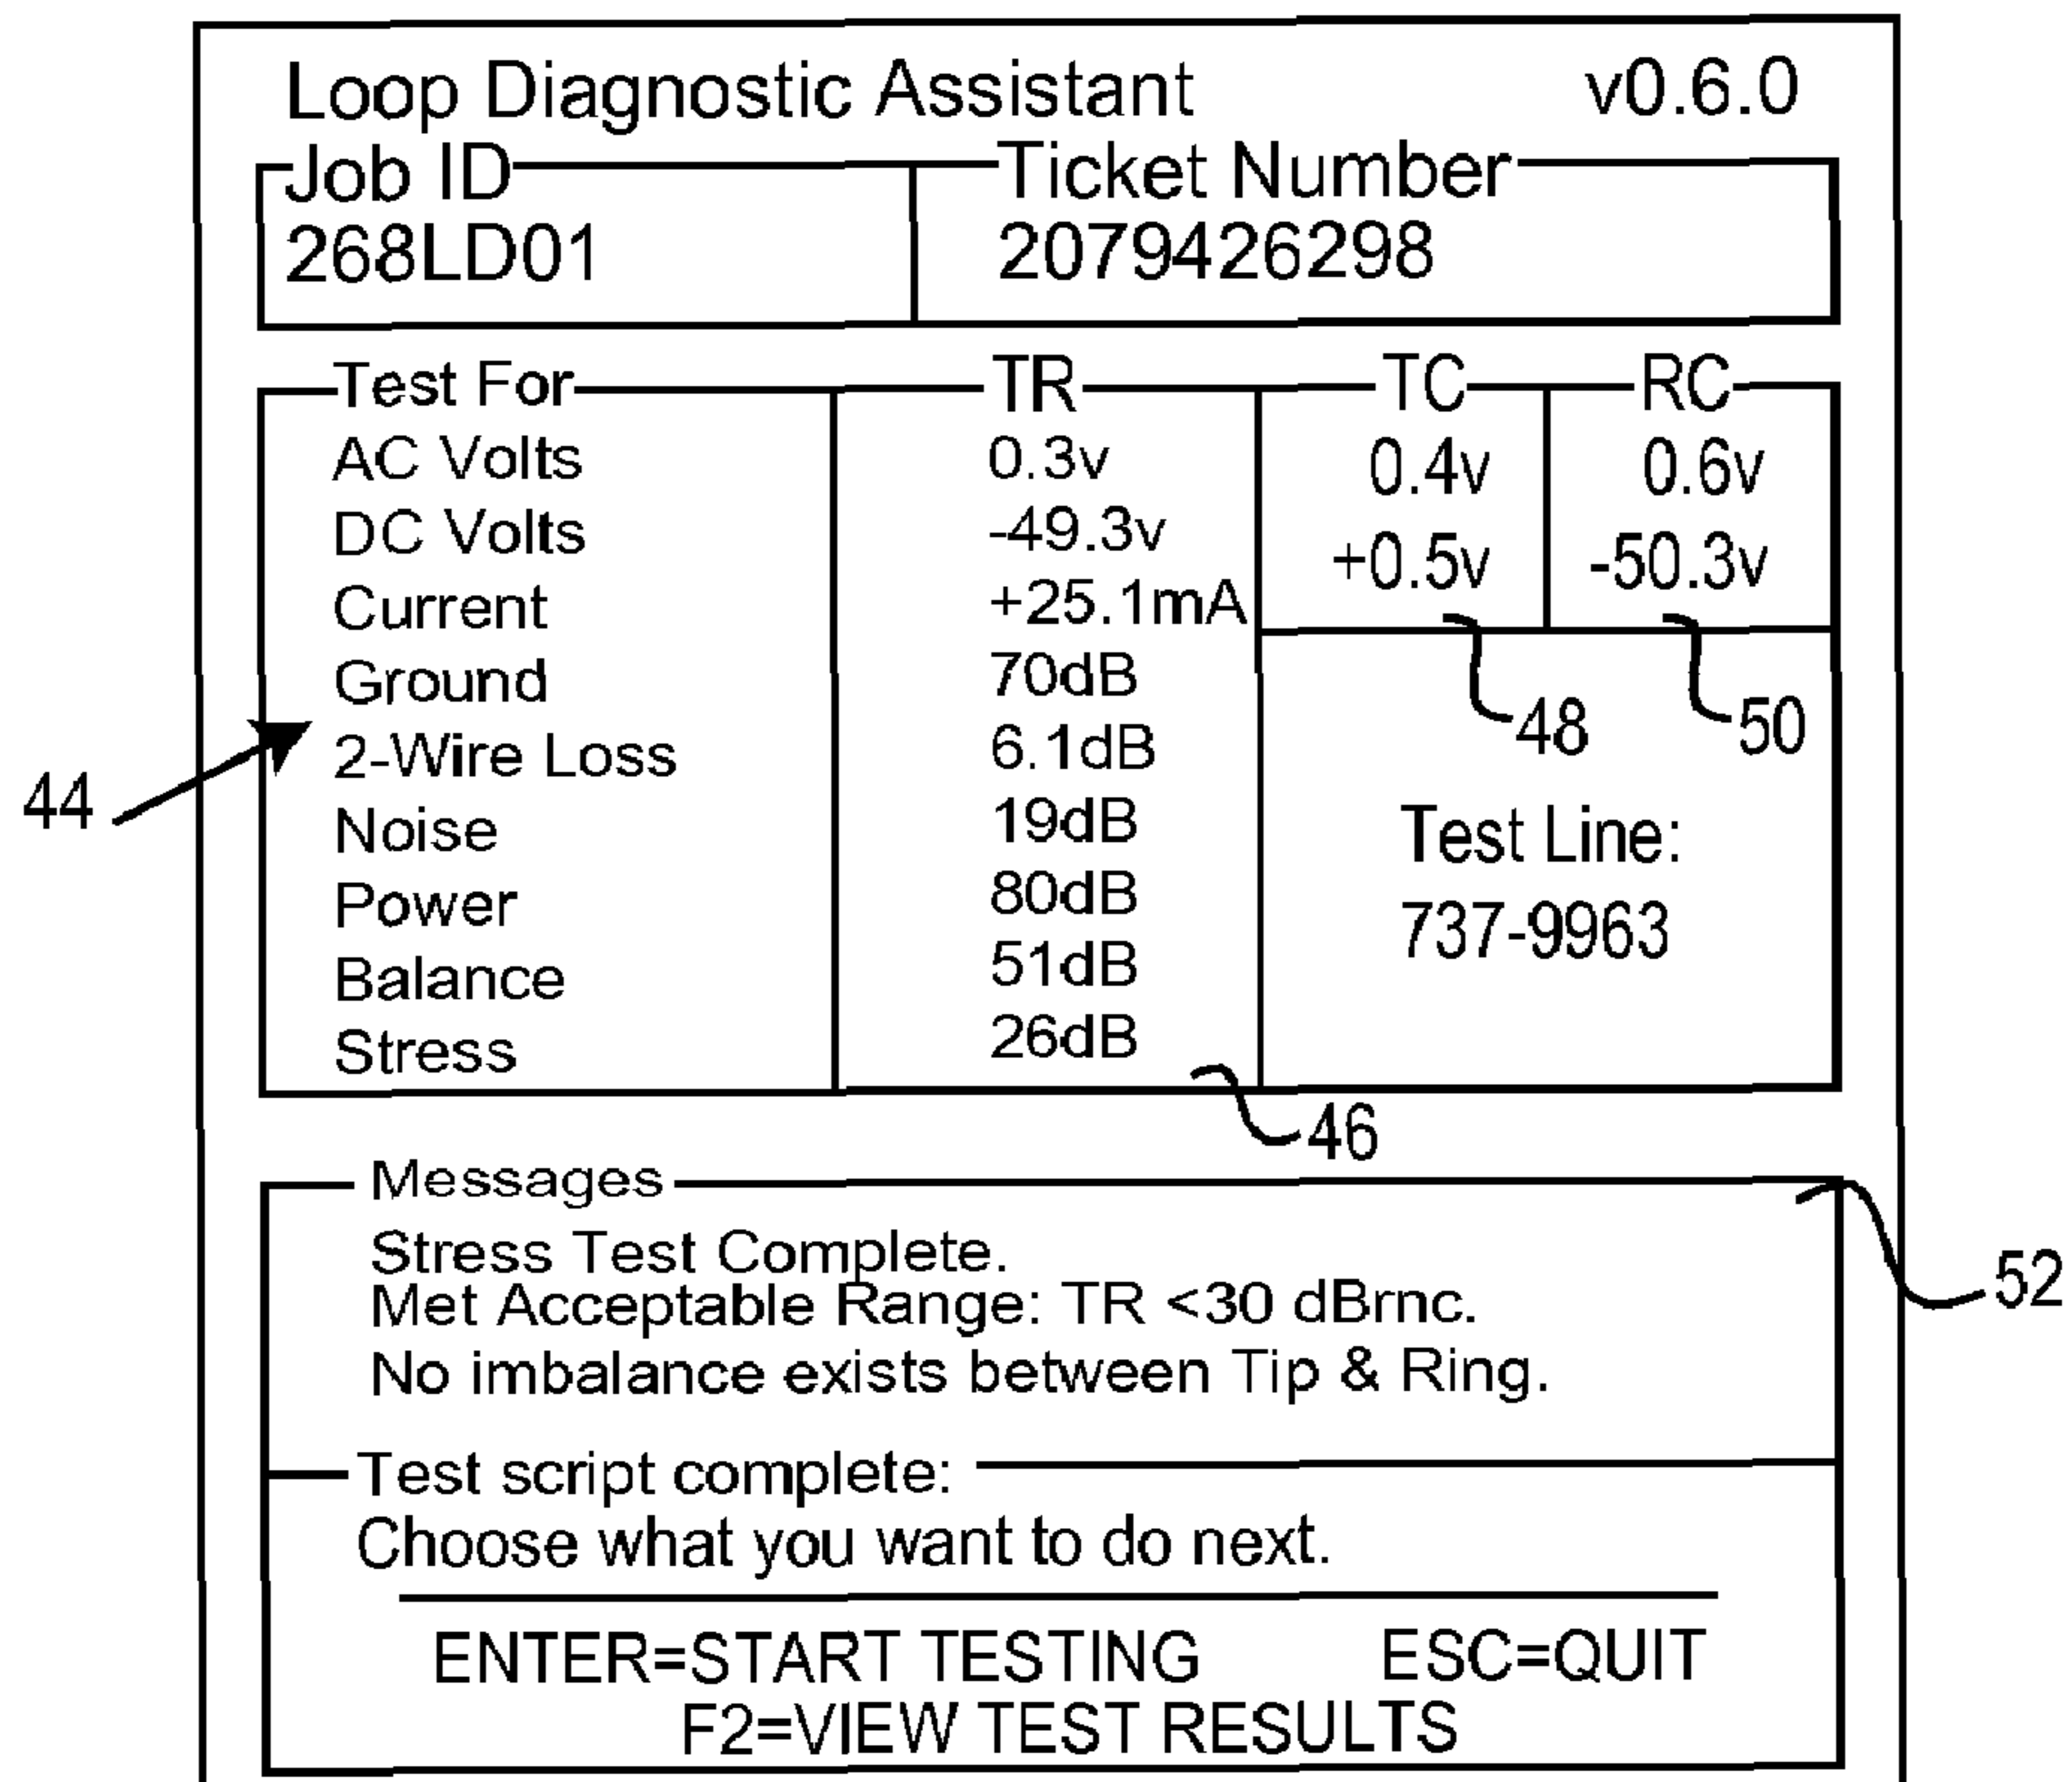 Loop Diagnostic Assistant v0.6.0
Job ID Ticket Number
268LD01 2079426298
Test For TR TC RC
AC Volts 0.3v 0.4v 0.6v
DC Volts -49.3v +0.5v -50.3v
Current +25.1mA
Ground 70dB
48 50
2-Wire Loss 6.1dB
44
Noise 19dB Test Line:
Power 80dB 737-9963
Balance 51dB
Stress 26dB
46
Messages
Stress Test Complete.
52
Met Acceptable Range: TR <30 dBrnc.
No imbalance exists between Tip & Ring.
Test script complete:
Choose what you want to do next.
ENTER=START TESTING ESC=QUIT
F2=VIEW TEST RESULTS